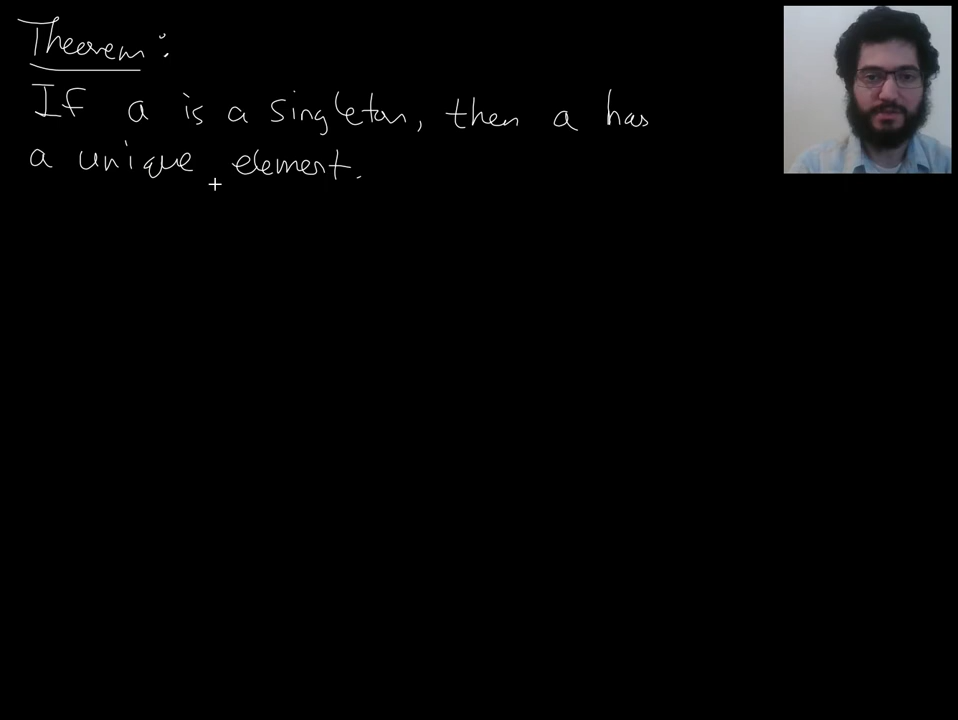 Theorem:
If a is a singleton, then a has
a unique element.